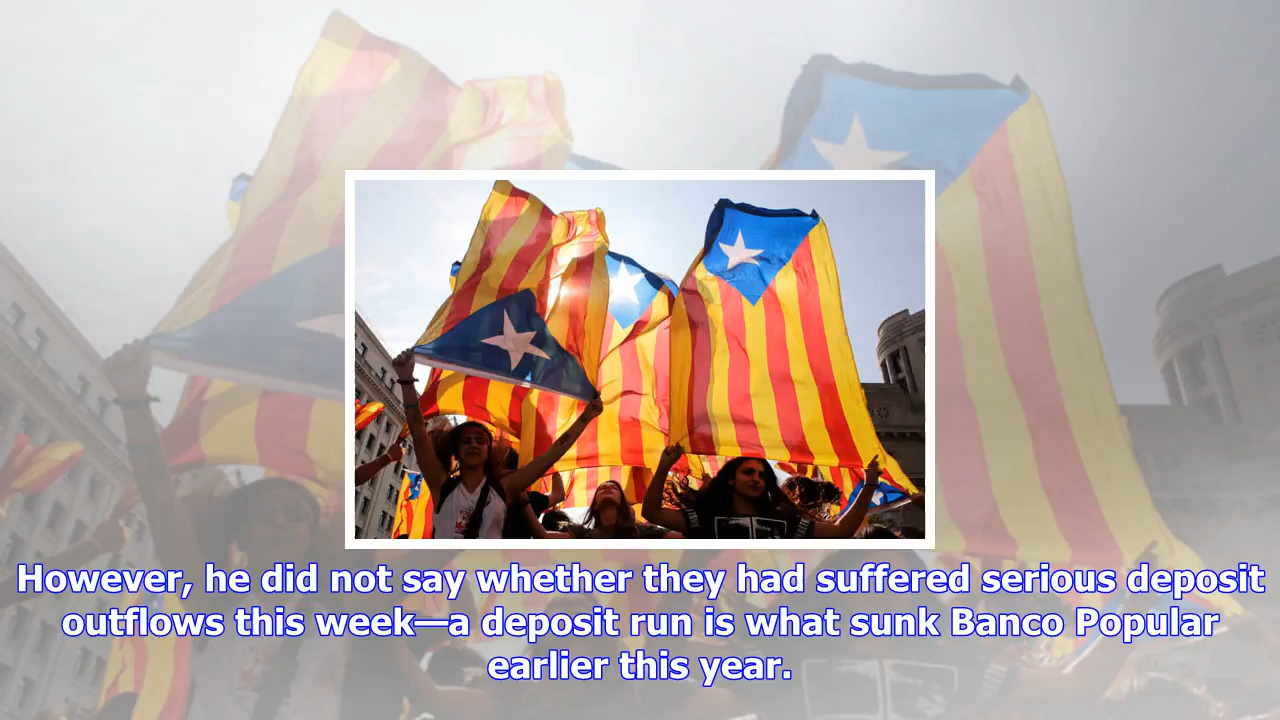 However, he did not say whether they had suffered serious deposit
outflows this week—a deposit run is what sunk Banco Popular
earlier this year.